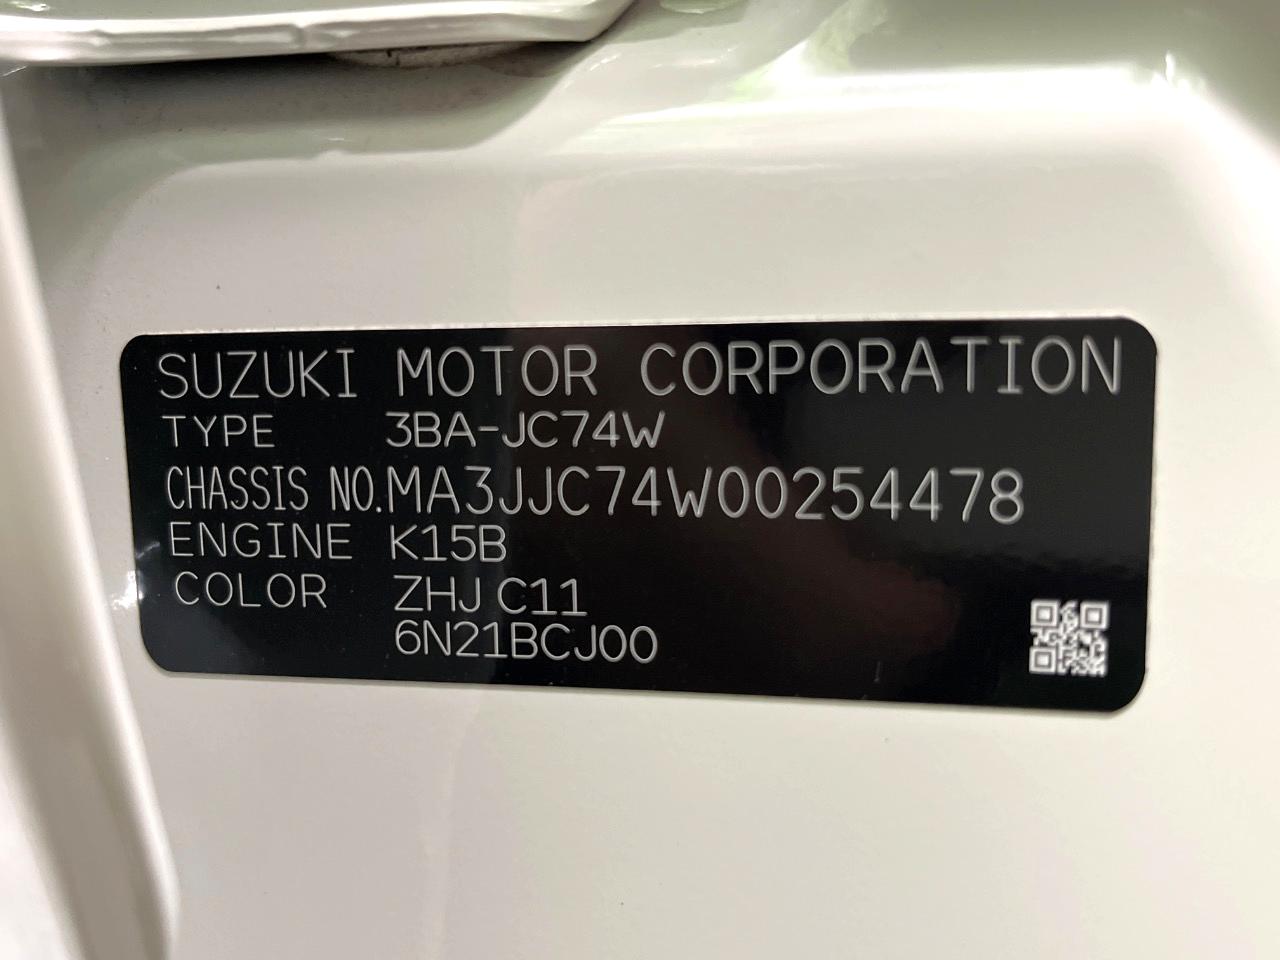 SUZUKI MOTOR CORPORATION
TYPE 3BA-JC74W
CHASSIS NO. MA3JJC74W00254478
ENGINE K15B
COLOR ZHJ C11
6N21BCJ00